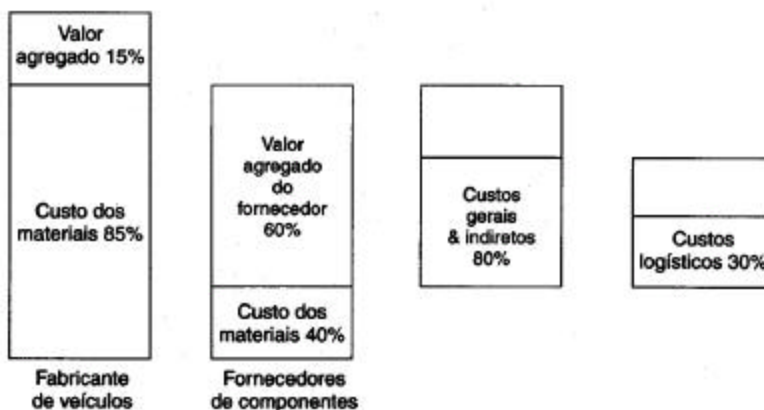 Valor
agregado 15%
Custo dos
materiais 85%
Fabricante
de veículos
Valor
agregado
do
fornecedor
60%
Custo dos
materiais 40%
Fornecedores
de componentes
Custos
gerais
& indiretos
80%
Custos
logísticos 30%